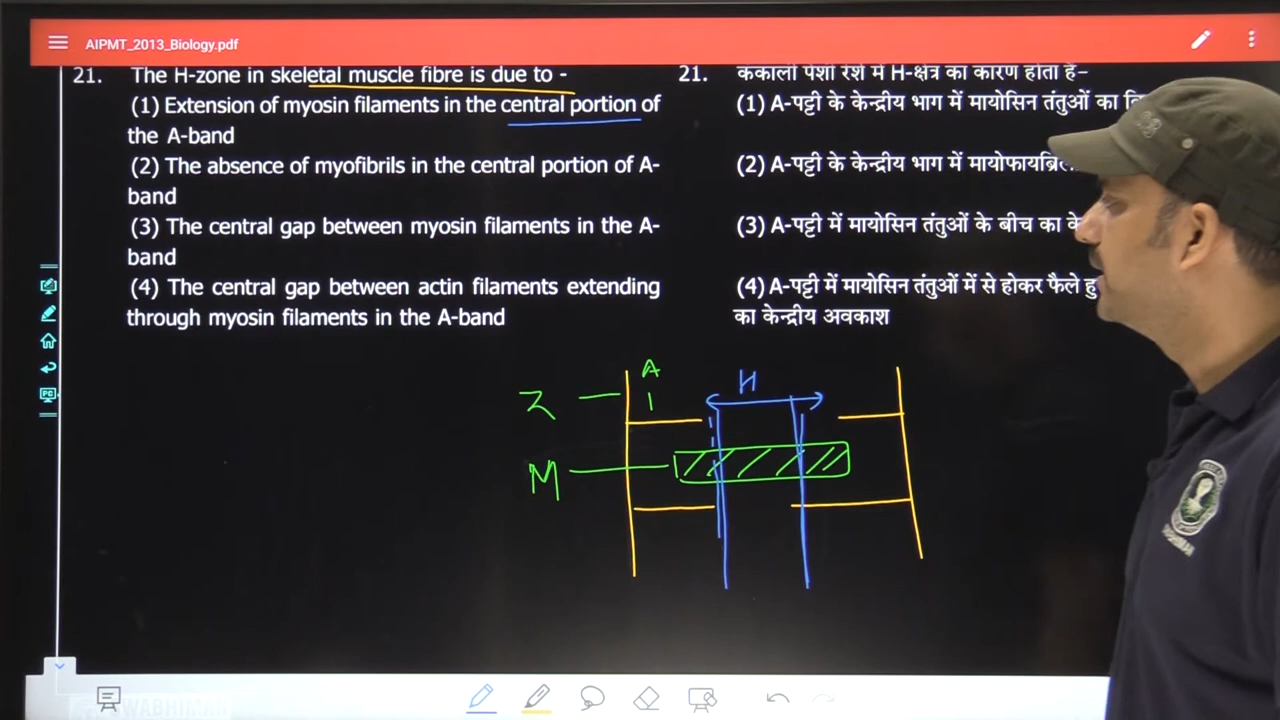 AIPMT_2013_Biology.pdf
21. The H-zone in skeletal muscle fibre is due to -
(1) Extension of myosin filaments in the central portion of
the A-band
(2) The absence of myofibrils in the central portion of A-
band
(3) The central gap between myosin filaments in the A-
band
(4) The central gap between actin filaments extending
through myosin filaments in the A-band
21. कंकाली पेशी रेशे में H-क्षेत्र का कारण होता है-
(1) A-पट्टी के केन्द्रीय भाग में मायोसिन तंतुओं का
(2) A-पट्टी के केन्द्रीय भाग में
(3) A-पट्टी में मायोसिन तंतुओं के बीच का
(4) A-पट्टी में मायोसिन तंतुओं में से होकर फैले
का केन्द्रीय अवकाश
A
H
Z
M
PC
SWABHIMAN